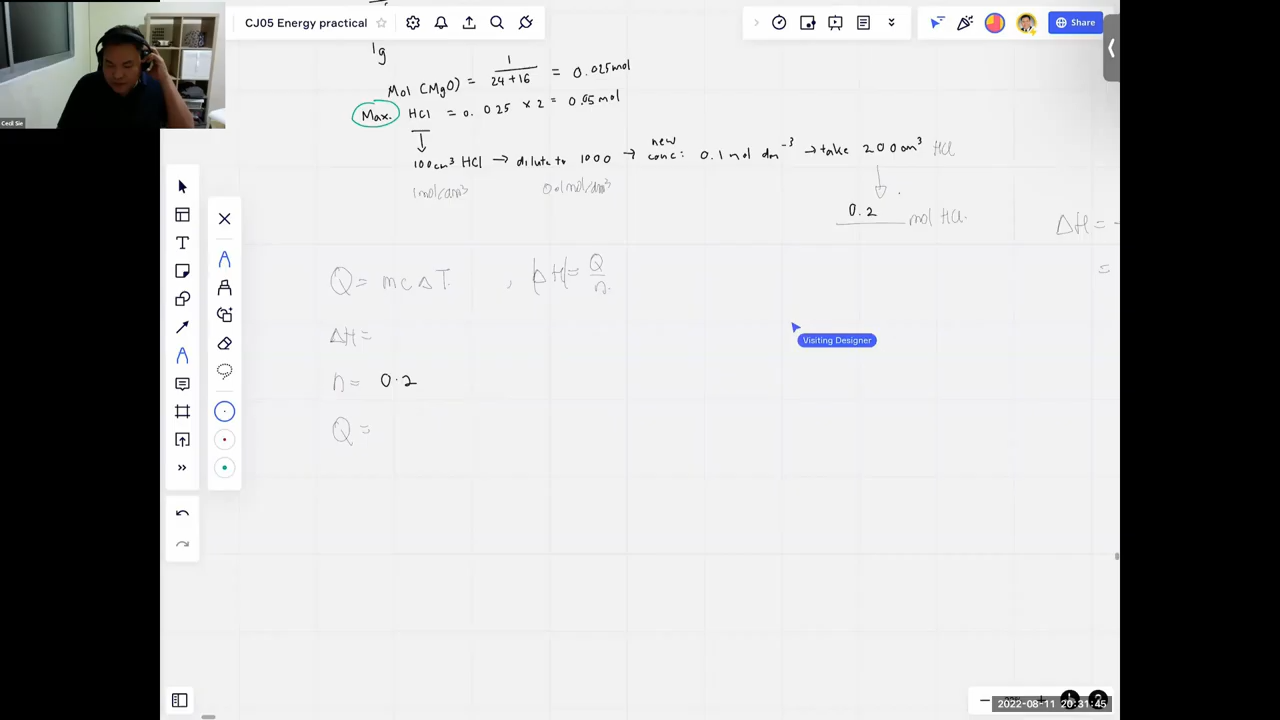 CJ05 Energy practical
Share
1g
Mol (MgO) = 1 / 24 + 16 = 0.025 mol
Max. HCl = 0.025 × 2 = 0.05 mol
100cm³ HCl → dilute to 1000 → new conc: 0.1 mol dm⁻³ → take 200cm³ HCl
1mol/dm³ 0.1mol/dm³
0.2 mol HCl.
ΔH = -
=
Q = mcΔT. , |ΔH| = Q / n.
ΔH =
n = 0.2
Q =
Visiting Designer
Cecil Sie
2022-08-11 20:31:45